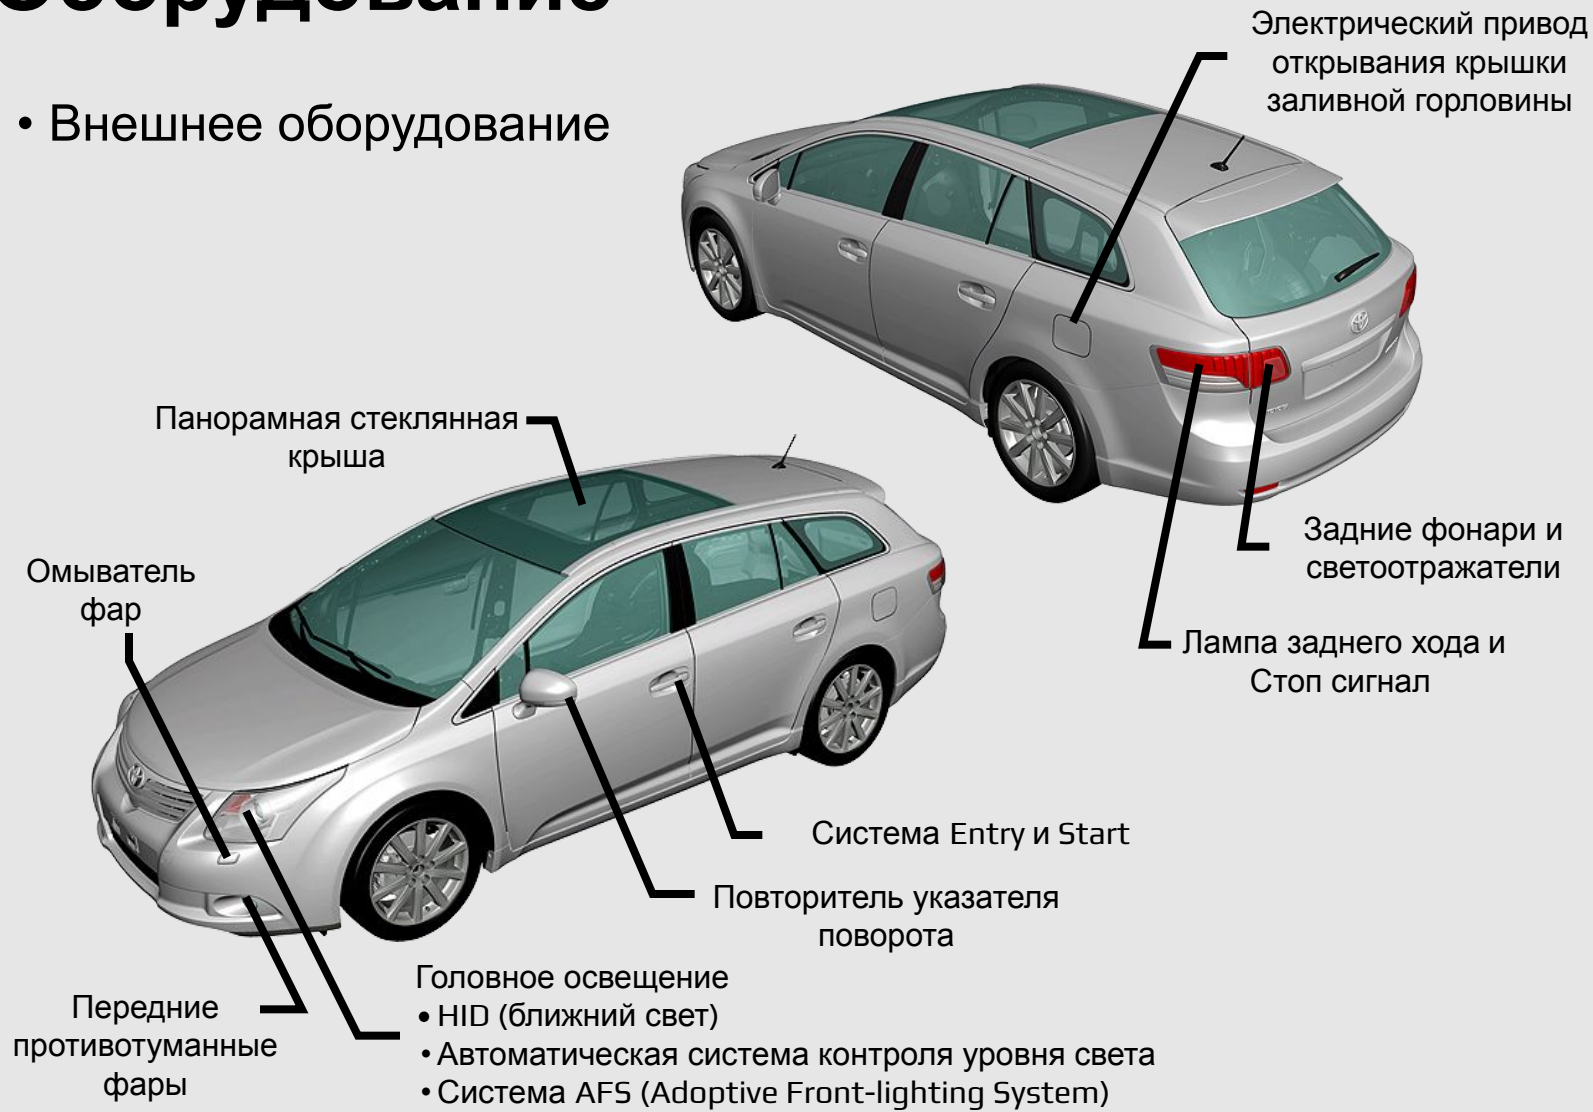 Оборудование
• Внешнее оборудование
Электрический привод
открывания крышки
заливной горловины
Панорамная стеклянная
крыша
Омыватель
фар
Задние фонари и
светоотражатели
Лампа заднего хода и
Стоп сигнал
Система Entry и Start
Повторитель указателя
поворота
Передние
противотуманные
фары
Головное освещение
• HID (ближний свет)
• Автоматическая система контроля уровня света
• Система AFS (Adoptive Front-lighting System)